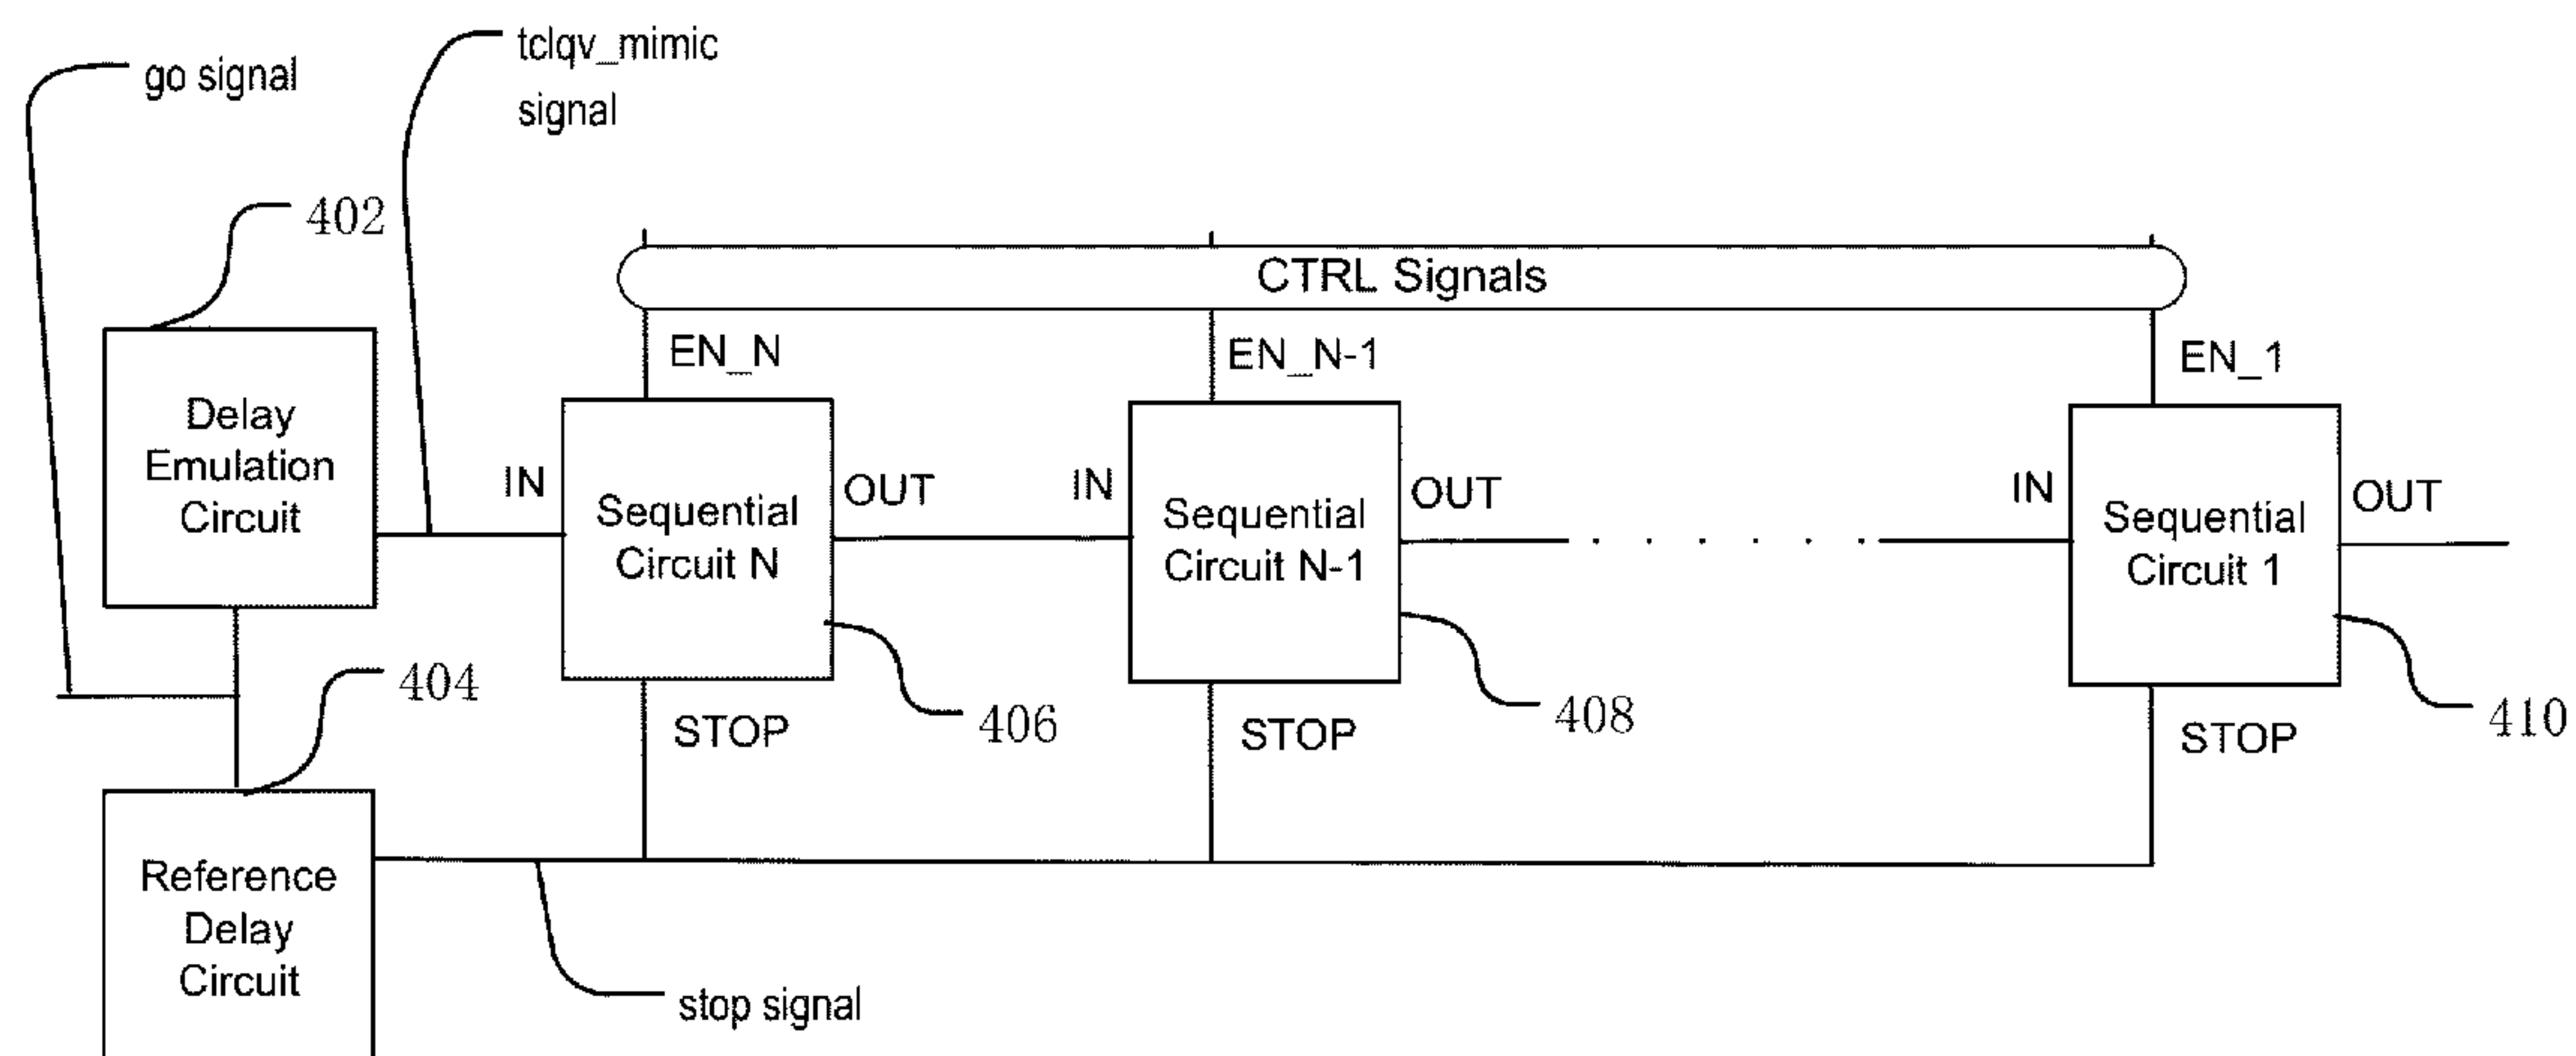 go signal
tclqv_mimic
signal
402
CTRL Signals
EN_N
EN_N-1
EN_1
Delay
Emulation
Circuit
IN
Sequential
Circuit N
OUT
IN
Sequential
Circuit N-1
OUT
IN
Sequential
Circuit 1
OUT
404
STOP
406
STOP
408
STOP
410
Reference
Delay
Circuit
stop signal